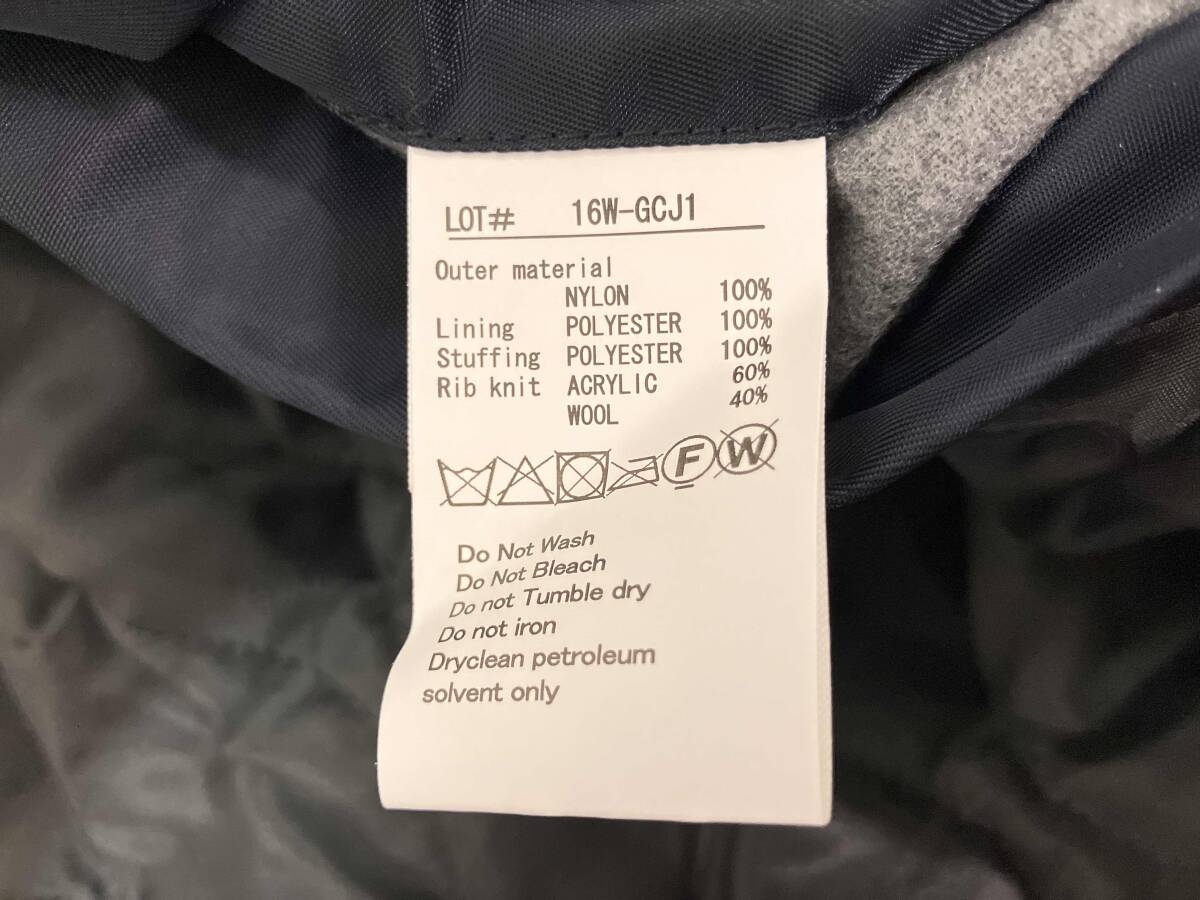 LOT# 16W-GCJ1
Outer material
NYLON 100%
Lining POLYESTER 100%
Stuffing POLYESTER 100%
Rib knit ACRYLIC 60%
WOOL 40%
F W
Do Not Wash
Do Not Bleach
Do not Tumble dry
Do not iron
Dryclean petroleum
solvent only